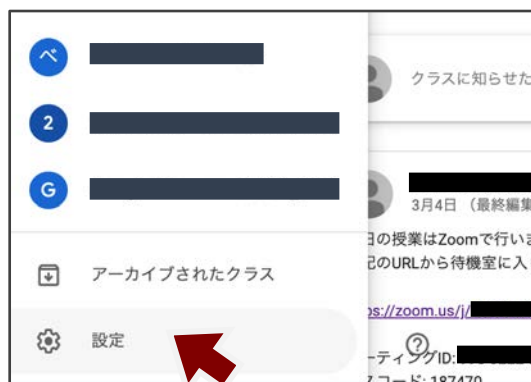 ペ
2
G
アーカイブされたクラス
設定
クラスに知らせた
3月4日 （最終編集
日の授業はZoomで行いま
記のURLから待機室に入
ps://zoom.us/j/
ーティングID:
スコード: 187470